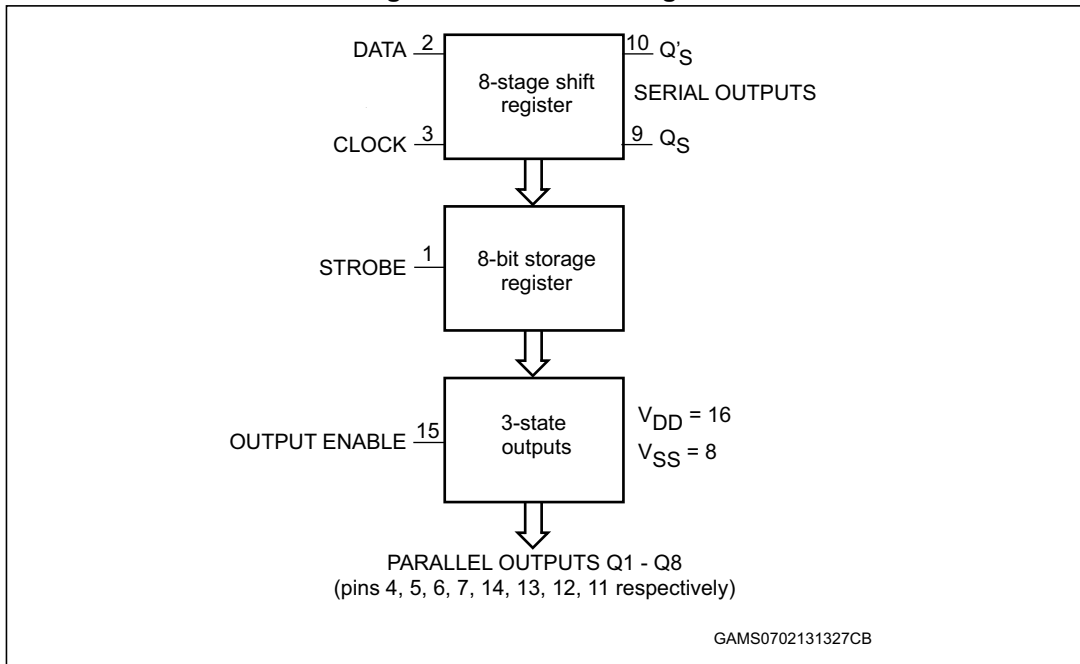 DATA 2
8-stage shift
register
10 Q'S
SERIAL OUTPUTS
CLOCK 3
9 QS
STROBE 1
8-bit storage
register
OUTPUT ENABLE 15
3-state
outputs
VDD = 16
VSS = 8
PARALLEL OUTPUTS Q1 - Q8
(pins 4, 5, 6, 7, 14, 13, 12, 11 respectively)
GAMS0702131327CB